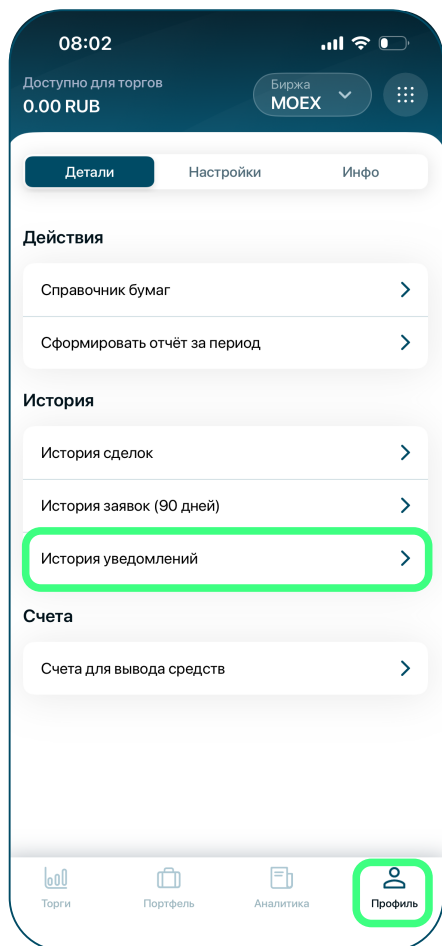 08:02
Доступно для торгов
0.00 RUB
Биржа
MOEX
Детали
Настройки
Инфо
Действия
Справочник бумаг
Сформировать отчёт за период
История
История сделок
История заявок (90 дней)
История уведомлений
Счета
Счета для вывода средств
Торги
Портфель
Аналитика
Профиль